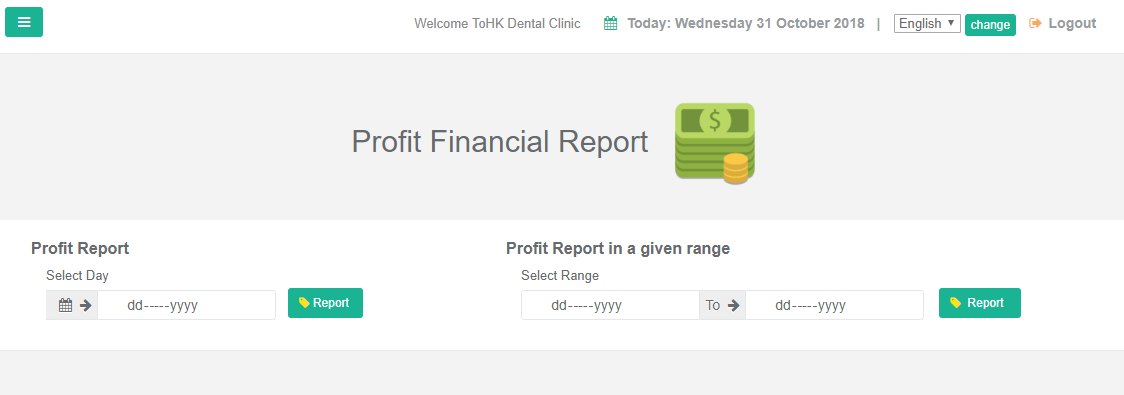 Welcome ToHK Dental Clinic Today: Wednesday 31 October 2018 | English change Logout
Profit Financial Report $
Profit Report
Select Day
dd-----yyyy Report
Profit Report in a given range
Select Range
dd-----yyyy To dd-----yyyy Report